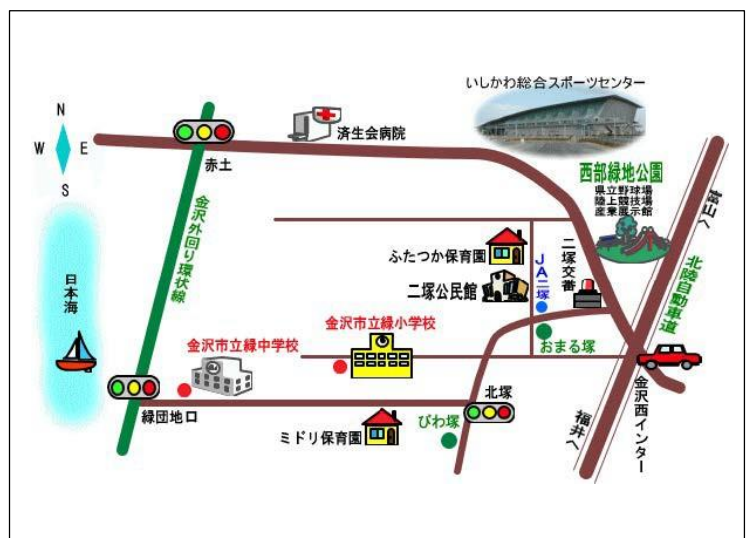 いしかわ総合スポーツセンター
N
W E
S
済生会病院
赤土
西部緑地公園
県立野球場
陸上競技場
産業展示館
金沢外回り環状線
日本海
ふたつか保育園
二塚公民館
JA二塚
二塚交番
北陸自動車道
金沢市立緑小学校
金沢市立緑中学校
おまる塚
北塚
緑団地口
ミドリ保育園
びわ塚
福井へ
金沢西インター